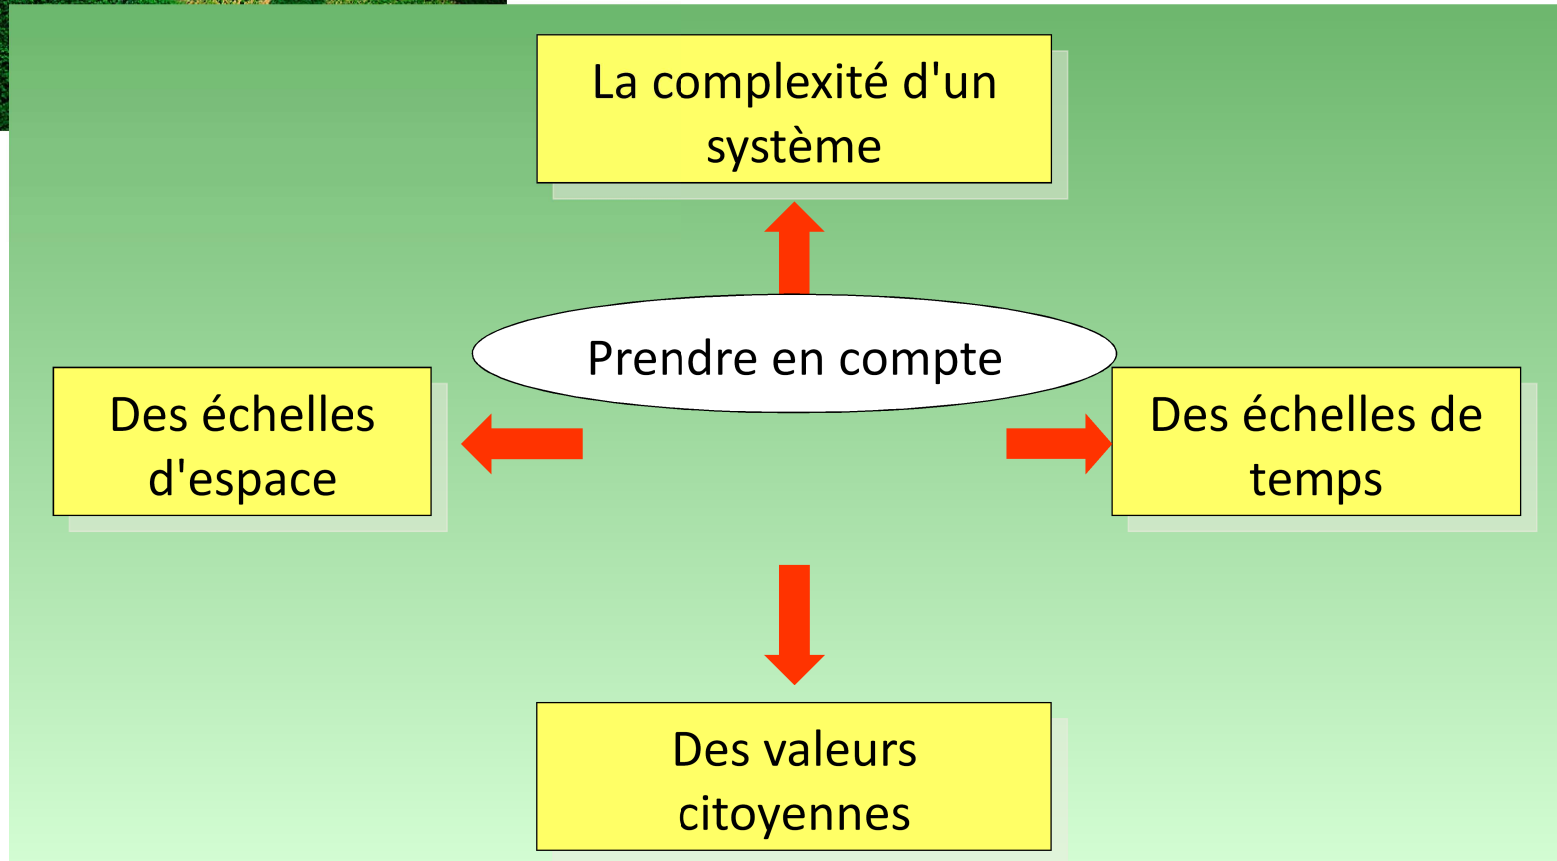 La complexité d'un
système
Prendre en compte
Des échelles
d'espace
Des échelles de
temps
Des valeurs
citoyennes